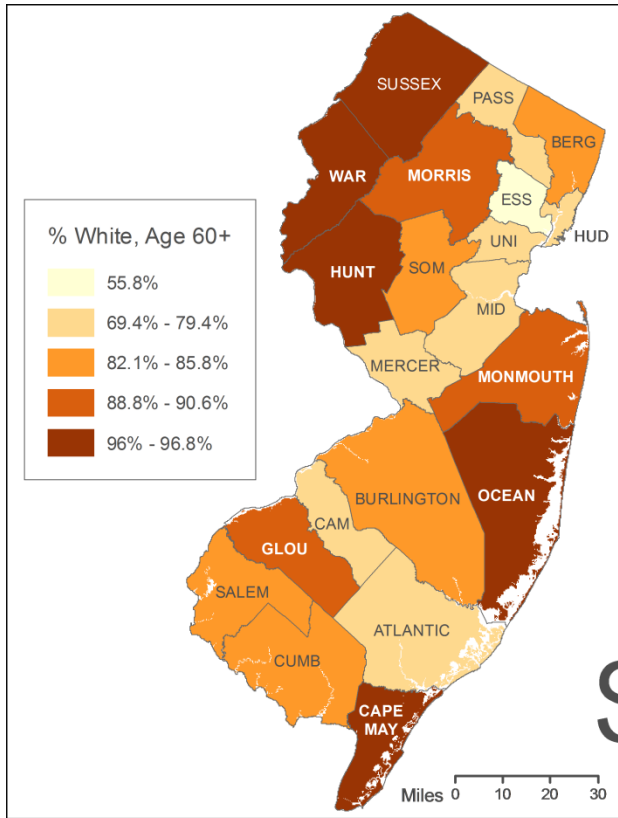 SUSSEX
PASS
BERG
WAR
MORRIS
ESS
HUD
UNI
HUNT
SOM
MID
MERCER
MONMOUTH
% White, Age 60+
55.8%
69.4% - 79.4%
82.1% - 85.8%
88.8% - 90.6%
96% - 96.8%
BURLINGTON
OCEAN
CAM
GLOU
SALEM
ATLANTIC
CUMB
CAPE
MAY
S
Miles 0 10 20 30